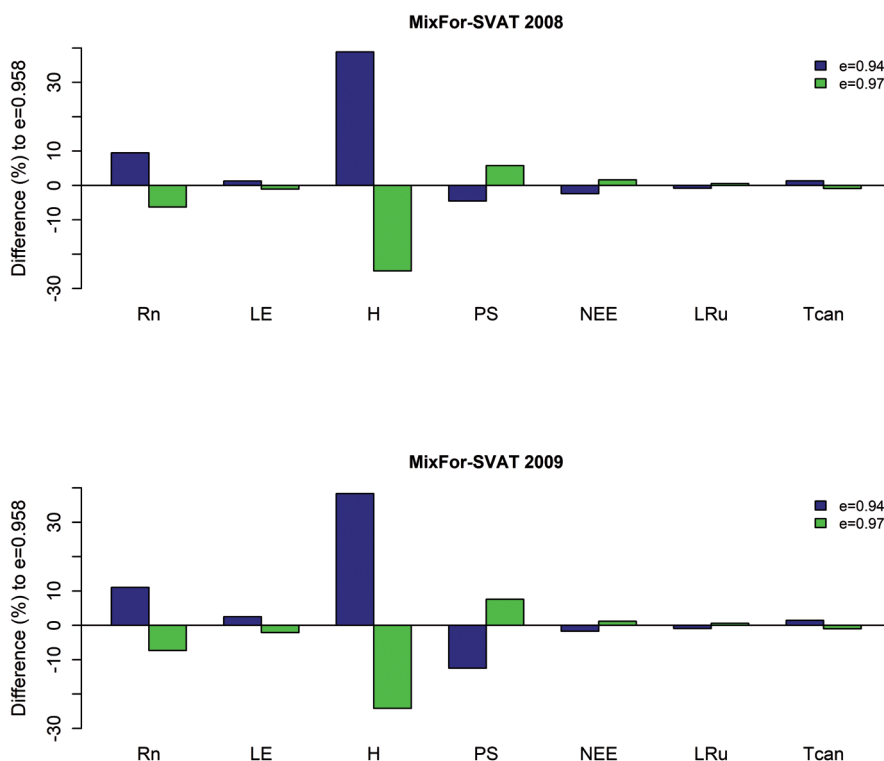 MixFor-SVAT 2008
Difference (%) to e=0.958
30
10
0
-10
-30
e=0.94
e=0.97
Rn LE H PS NEE LRu Tcan
MixFor-SVAT 2009
Difference (%) to e=0.958
30
10
0
-10
-30
e=0.94
e=0.97
Rn LE H PS NEE LRu Tcan